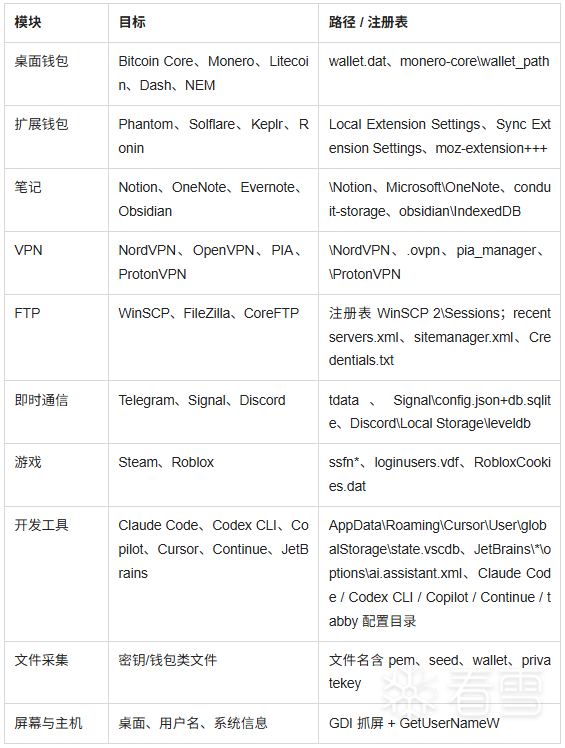 模块 目标 路径 / 注册表
桌面钱包 Bitcoin Core、Monero、Litecoi wallet.dat、monero-core\wallet_path
n、Dash、NEM
扩展钱包 Phantom、Solflare、Keplr、R Local Extension Settings、Sync Ext
onin ension Settings、moz-extension+++
笔记 Notion、OneNote、Evernote、 \Notion、Microsoft\OneNote、condu
Obsidian it-storage、obsidian\IndexedDB
VPN NordVPN、OpenVPN、PIA、 \NordVPN、.ovpn、pia_manager、
ProtonVPN \ProtonVPN
FTP WinSCP、FileZilla、CoreFTP 注册表 WinSCP 2\Sessions；recent
servers.xml、sitemanager.xml、Cre
dentials.txt
即时通信 Telegram、Signal、Discord tdata 、 Signal\config.json+db.sqlit
e、Discord\Local Storage\leveldb
游戏 Steam、Roblox ssfn*、loginusers.vdf、RobloxCooki
es.dat
开发工具 Claude Code、Codex CLI、Co AppData\Roaming\Cursor\User\glob
pilot、Cursor、Continue、JetB alStorage\state.vscdb、JetBrains\*\o
rains ptions\ai.assistant.xml、Claude Cod
e / Codex CLI / Copilot / Continue / t
abby 配置目录
文件采集 密钥/钱包类文件 文件名含 pem、seed、wallet、priva
tekey
屏幕与主机 桌面、用户名、系统信息 GDI 抓屏 + GetUserNameW
看雪